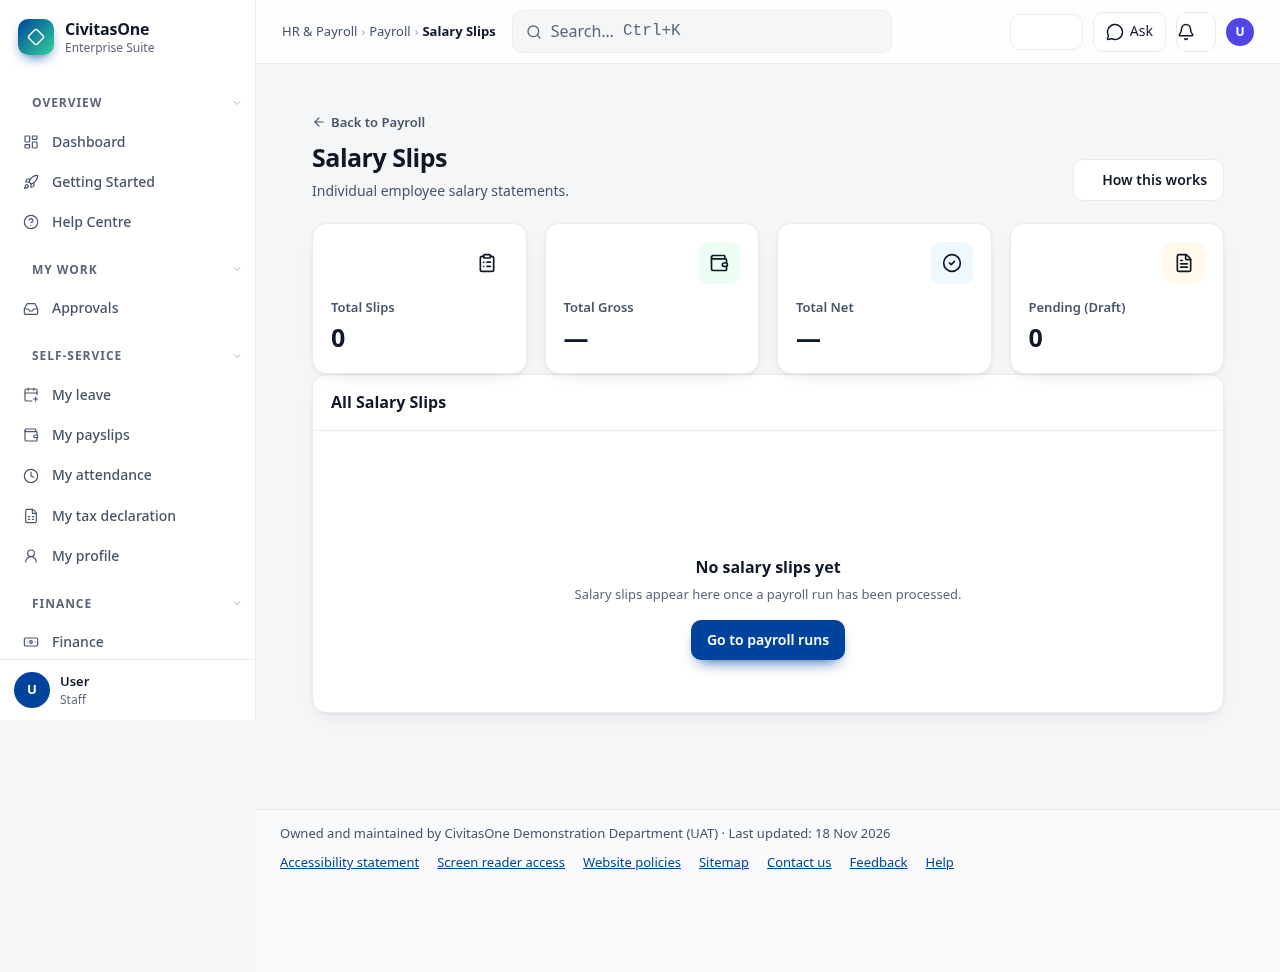 CivitasOne
Enterprise Suite
OVERVIEW
Dashboard
Getting Started
Help Centre
MY WORK
Approvals
SELF-SERVICE
My leave
My payslips
My attendance
My tax declaration
My profile
FINANCE
Finance
U
User
Staff
HR & Payroll › Payroll › Salary Slips
Search... Ctrl+K
Ask
U
Back to Payroll
Salary Slips
Individual employee salary statements.
How this works
Total Slips
0
Total Gross
—
Total Net
—
Pending (Draft)
0
All Salary Slips
No salary slips yet
Salary slips appear here once a payroll run has been processed.
Go to payroll runs
Owned and maintained by CivitasOne Demonstration Department (UAT) · Last updated: 18 Nov 2026
Accessibility statement Screen reader access Website policies Sitemap Contact us Feedback Help